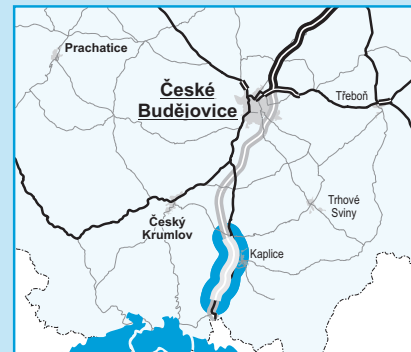 Prachatice
České
Budějovice
Třeboň
Trhové
Sviny
Český
Krumlov
Kaplice